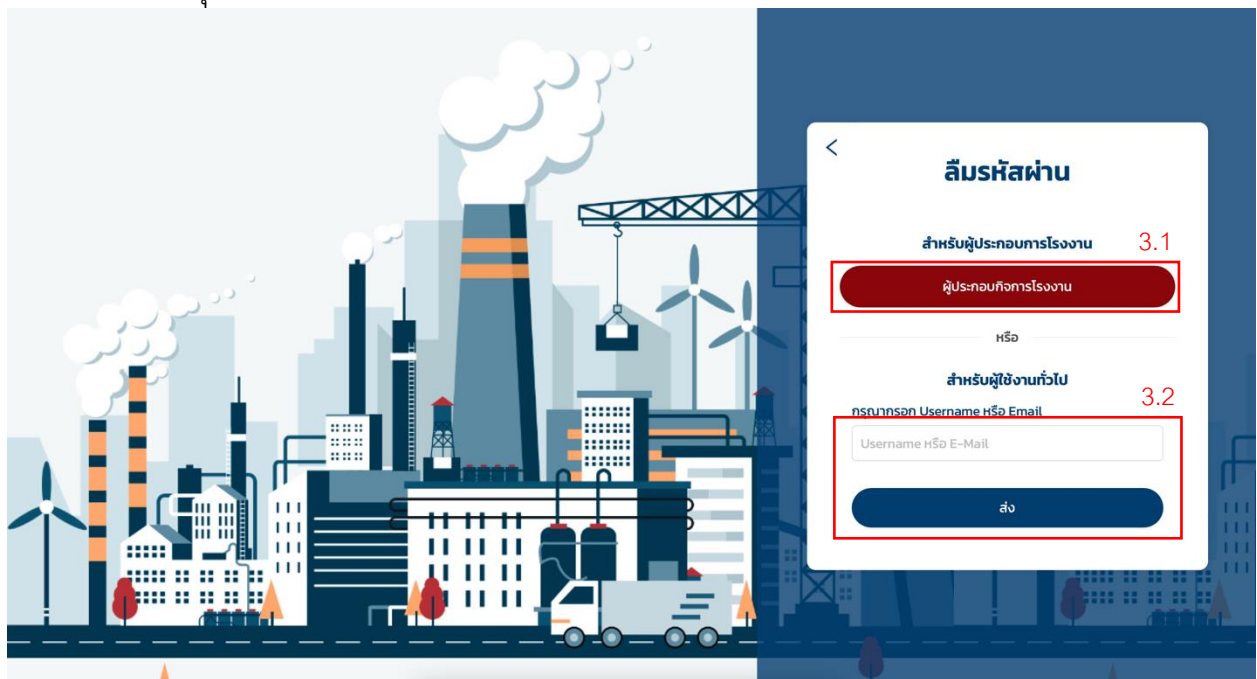 ลืมรหัสผ่าน
สำหรับผู้ประกอบการโรงงาน 3.1
ผู้ประกอบกิจการโรงงาน
หรือ
สำหรับผู้ใช้งานทั่วไป
3.2
กรุณากรอก Username หรือ Email
Username หรือ E-Mail
ส่ง